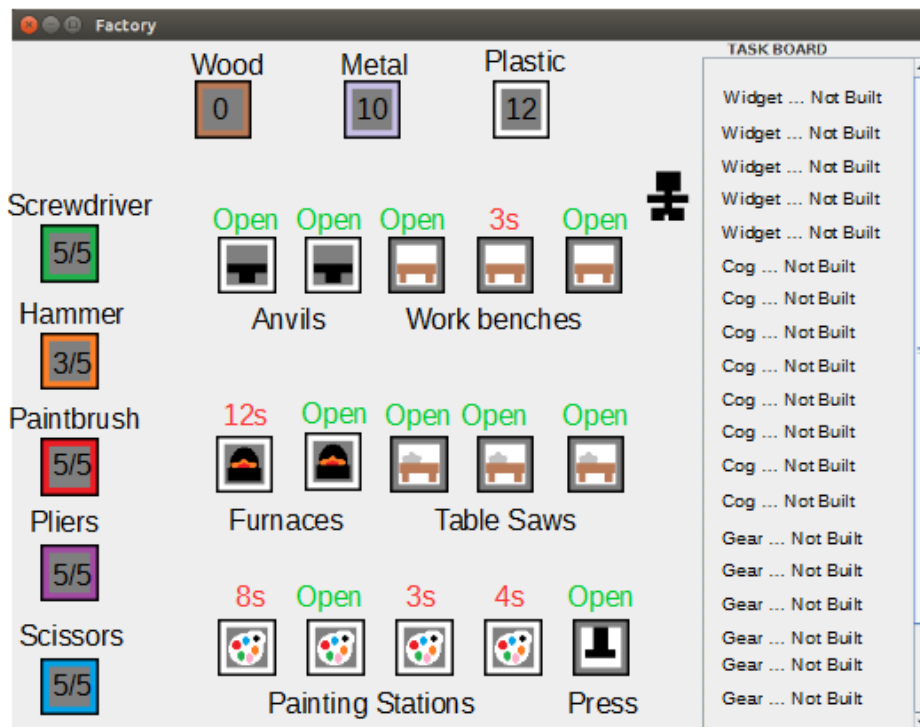 Factory
TASK BOARD
Wood Metal Plastic
0 10 12
Widget ... Not Built
Widget ... Not Built
Widget ... Not Built
Widget ... Not Built
Widget ... Not Built
Cog ... Not Built
Cog ... Not Built
Cog ... Not Built
Cog ... Not Built
Cog ... Not Built
Cog ... Not Built
Cog ... Not Built
Cog ... Not Built
Gear ... Not Built
Gear ... Not Built
Gear ... Not Built
Gear ... Not Built
Gear ... Not Built
Gear ... Not Built
Screwdriver
5/5
Hammer
3/5
Paintbrush
5/5
Pliers
5/5
Scissors
5/5
Open Open Open 3s Open
Anvils Work benches
12s Open Open Open Open
Furnaces Table Saws
8s Open 3s 4s Open
Painting Stations Press